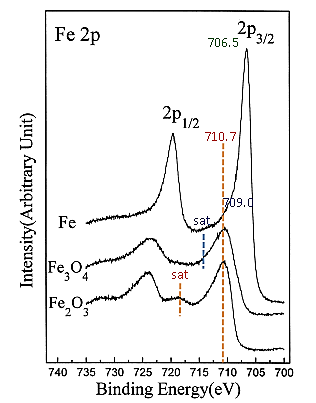 Fe 2p
706.5
2p3/2
2p1/2
710.7
709.0
Fe
sat
Fe3O4
sat
Fe2O3
Intensity(Arbitrary Unit)
740 735 730 725 720 715 710 705 700
Binding Energy(eV)